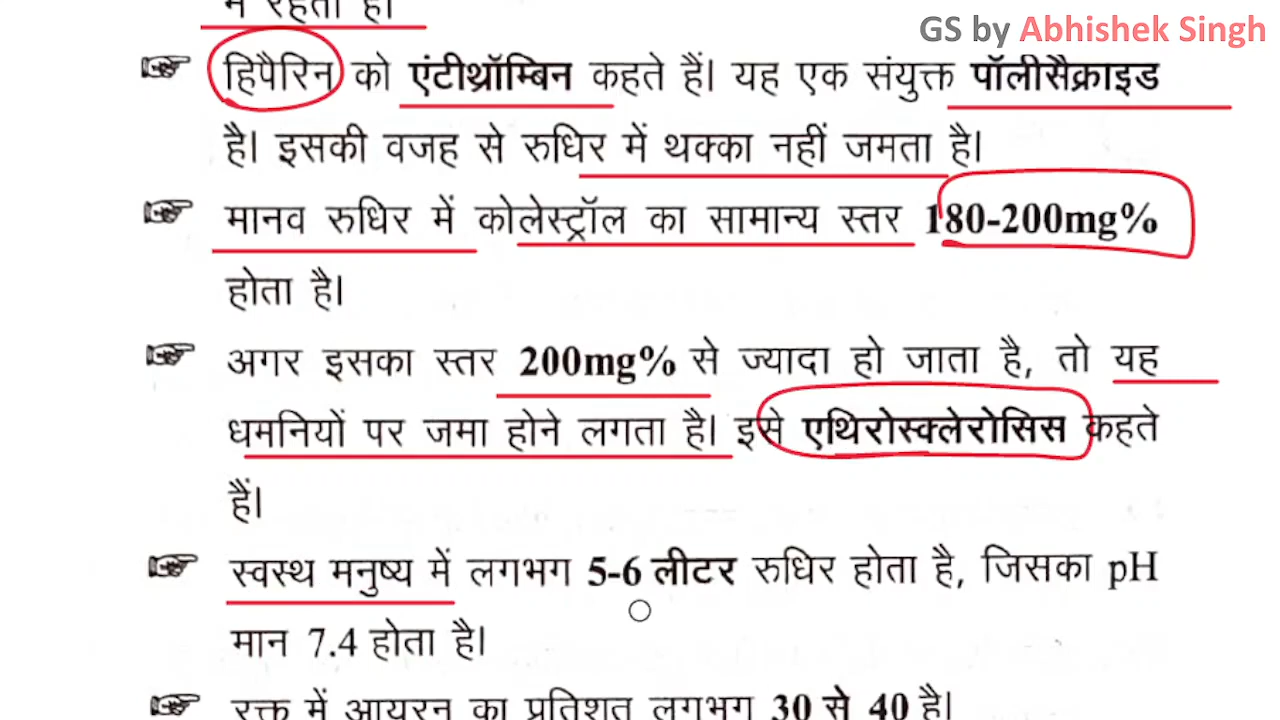 में रहता है।
GS by Abhishek Singh
हिपैरिन को एंटीथ्रॉम्बिन कहते हैं। यह एक संयुक्त पॉलीसैक्राइड
है। इसकी वजह से रुधिर में थक्का नहीं जमता है।
मानव रुधिर में कोलेस्ट्रॉल का सामान्य स्तर 180-200mg%
होता है।
अगर इसका स्तर 200mg% से ज्यादा हो जाता है, तो यह
धमनियों पर जमा होने लगता है। इसे एथिरोस्क्लेरोसिस कहते
हैं।
स्वस्थ मनुष्य में लगभग 5-6 लीटर रुधिर होता है, जिसका pH
मान 7.4 होता है।
रक्त में आयरन का प्रतिशत लगभग 30 से 40 है।